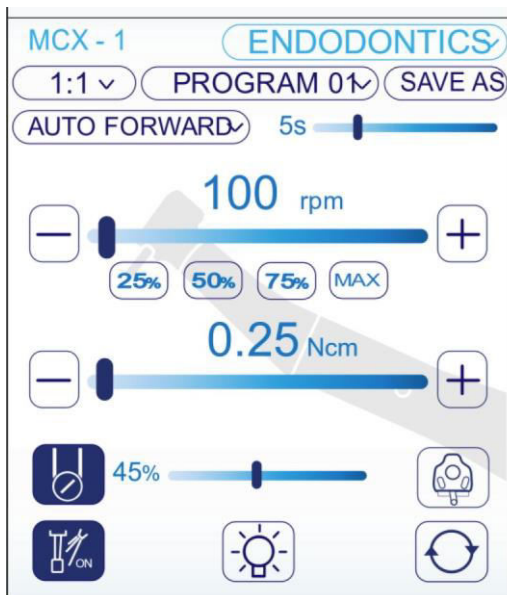 MCX - 1 ENDODONTICS
1:1 PROGRAM 01 SAVE AS
AUTO FORWARD 5s
100 rpm
25% 50% 75% MAX
0.25 Ncm
45%
ON